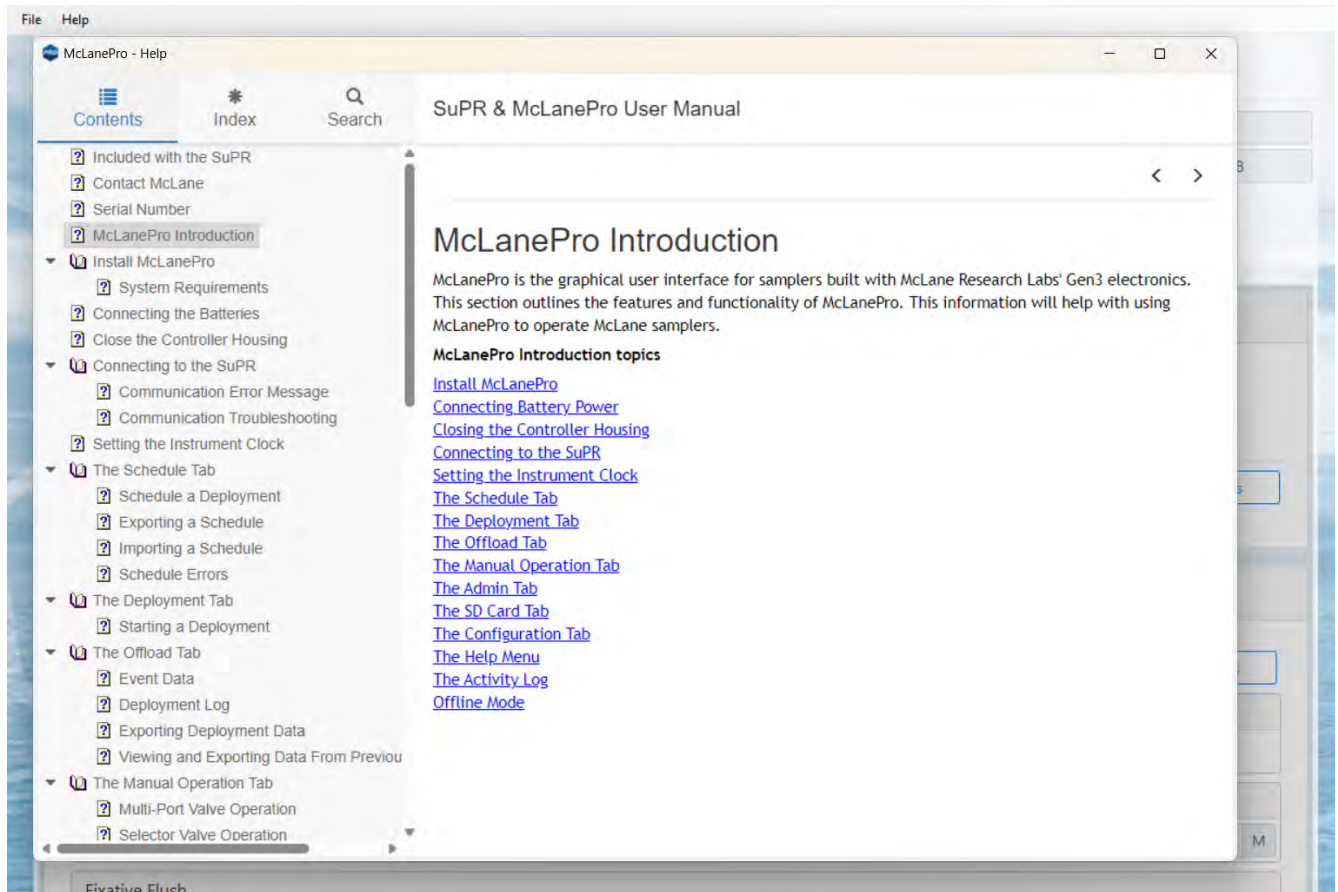 File Help
McLanePro - Help
Contents Index Search
SuPR & McLanePro User Manual
Included with the SuPR
Contact McLane
Serial Number
McLanePro Introduction
Install McLanePro
System Requirements
Connecting the Batteries
Close the Controller Housing
Connecting to the SuPR
Communication Error Message
Communication Troubleshooting
Setting the Instrument Clock
The Schedule Tab
Schedule a Deployment
Exporting a Schedule
Importing a Schedule
Schedule Errors
The Deployment Tab
Starting a Deployment
The Offload Tab
Event Data
Deployment Log
Exporting Deployment Data
Viewing and Exporting Data From Previou
The Manual Operation Tab
Multi-Port Valve Operation
Selector Valve Operation
McLanePro Introduction
McLanePro is the graphical user interface for samplers built with McLane Research Labs' Gen3 electronics.
This section outlines the features and functionality of McLanePro. This information will help with using
McLanePro to operate McLane samplers.
McLanePro Introduction topics
Install McLanePro
Connecting Battery Power
Closing the Controller Housing
Connecting to the SuPR
Setting the Instrument Clock
The Schedule Tab
The Deployment Tab
The Offload Tab
The Manual Operation Tab
The Admin Tab
The SD Card Tab
The Configuration Tab
The Help Menu
The Activity Log
Offline Mode
M
Fixative Flush